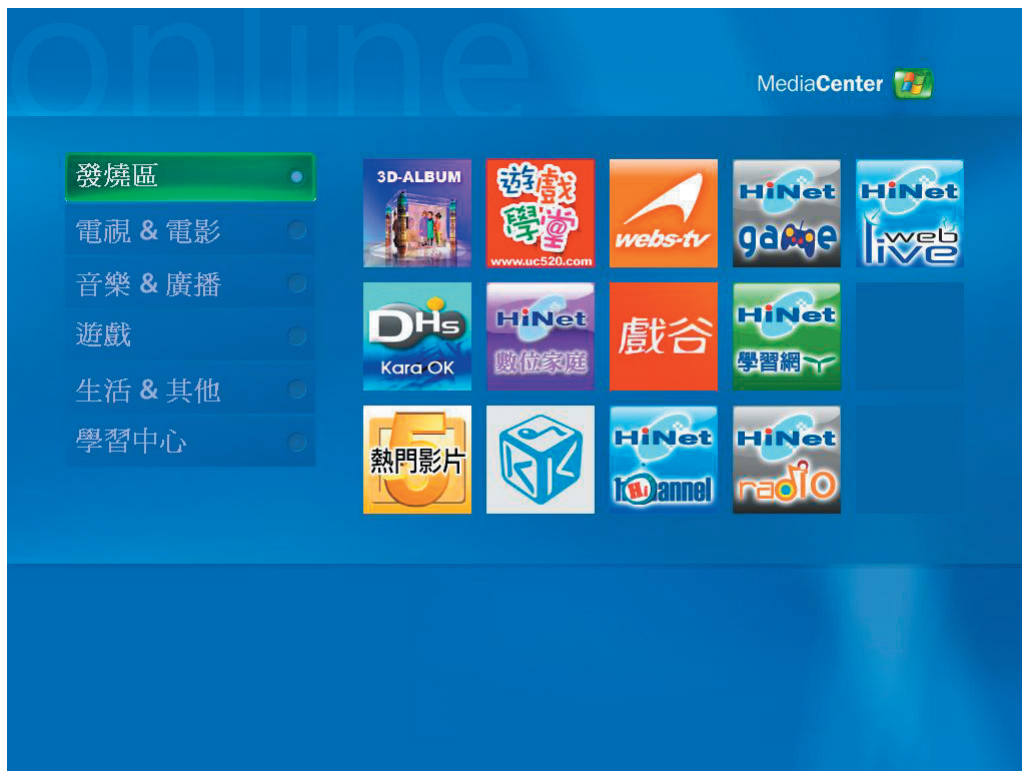 online
MediaCenter
發燒區
電視 & 電影
音樂 & 廣播
遊戲
生活 & 其他
學習中心
3D-ALBUM
遊戲
學堂
www.uc520.com
webs-tv
HiNet
game
HiNet
web
live
DHs
Kara OK
HiNet
數位家庭
戲谷
HiNet
學習網
5
熱門影片
HiNet
HiNet
radio